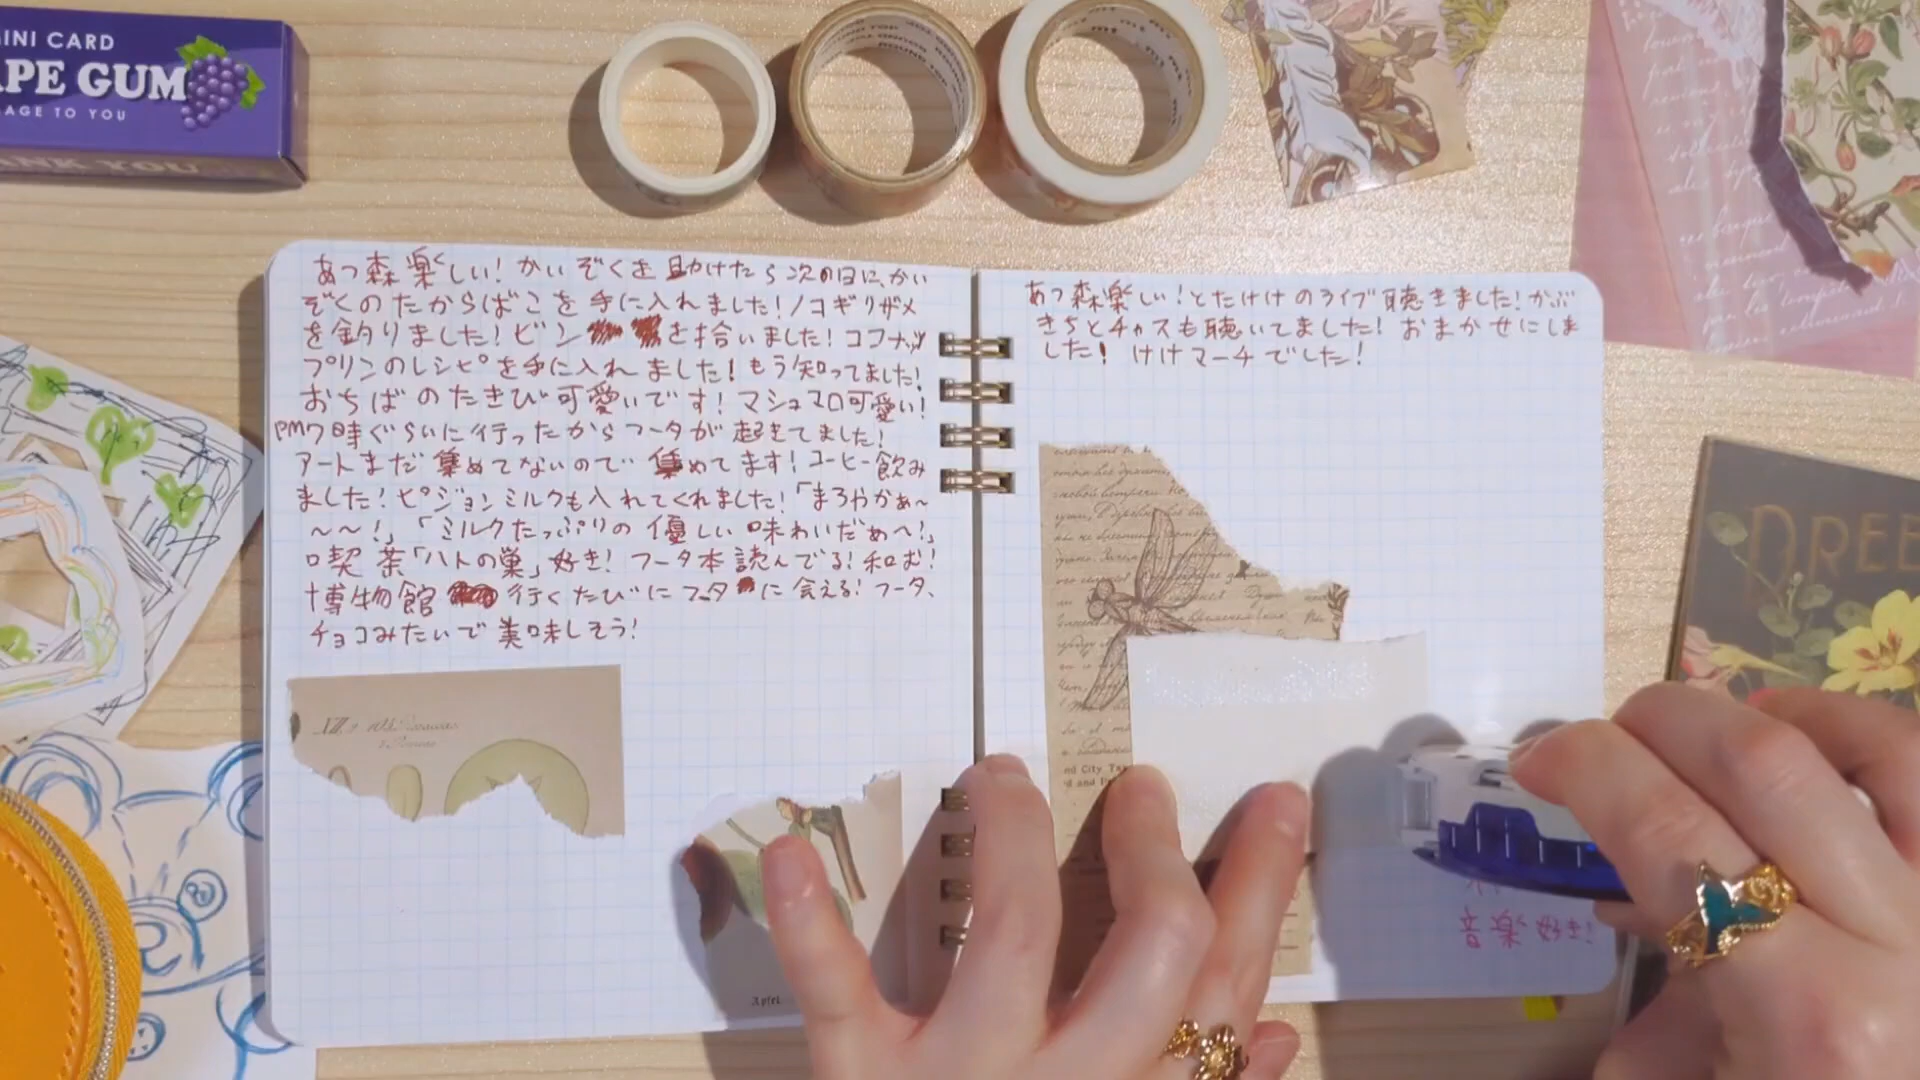 MINI CARD
APE GUM
AGE TO YOU
ANK YOU
ROUND TOP
mt mt
あつ森楽しい!かいぞくを助けたら次の日に、かい
ぞくのたからばこを手に入れました!ノコギリザメ
を釣りました!ビン を拾いました!ココナッツ
プリンのレシピを手に入れました!もう知ってました!
おちばのたきび可愛いです!マシュマロ可愛い!
PM7時ぐらいに行ったからフータが起きてました!
アートまだ集めてないので 集めてます!コーヒー飲み
ました!ピジョンミルクも入れてくれました!「まろやかぁ〜
〜〜!」「ミルクたっぷりの優しい味わいだぁへ!」
喫茶「ハトの巣」好き!フータ本読んでる!和む!
博物館 行くたびにフータ に会える!フータ、
チョコみたいで美味しそう!
あつ森楽しい!とたけけのライブ聴きました!かぶ
きちとチャスも聴いてました!おまかせにしま
した!けけマーチでした!
nd City Tax
音楽好き!
Apfel
DREE